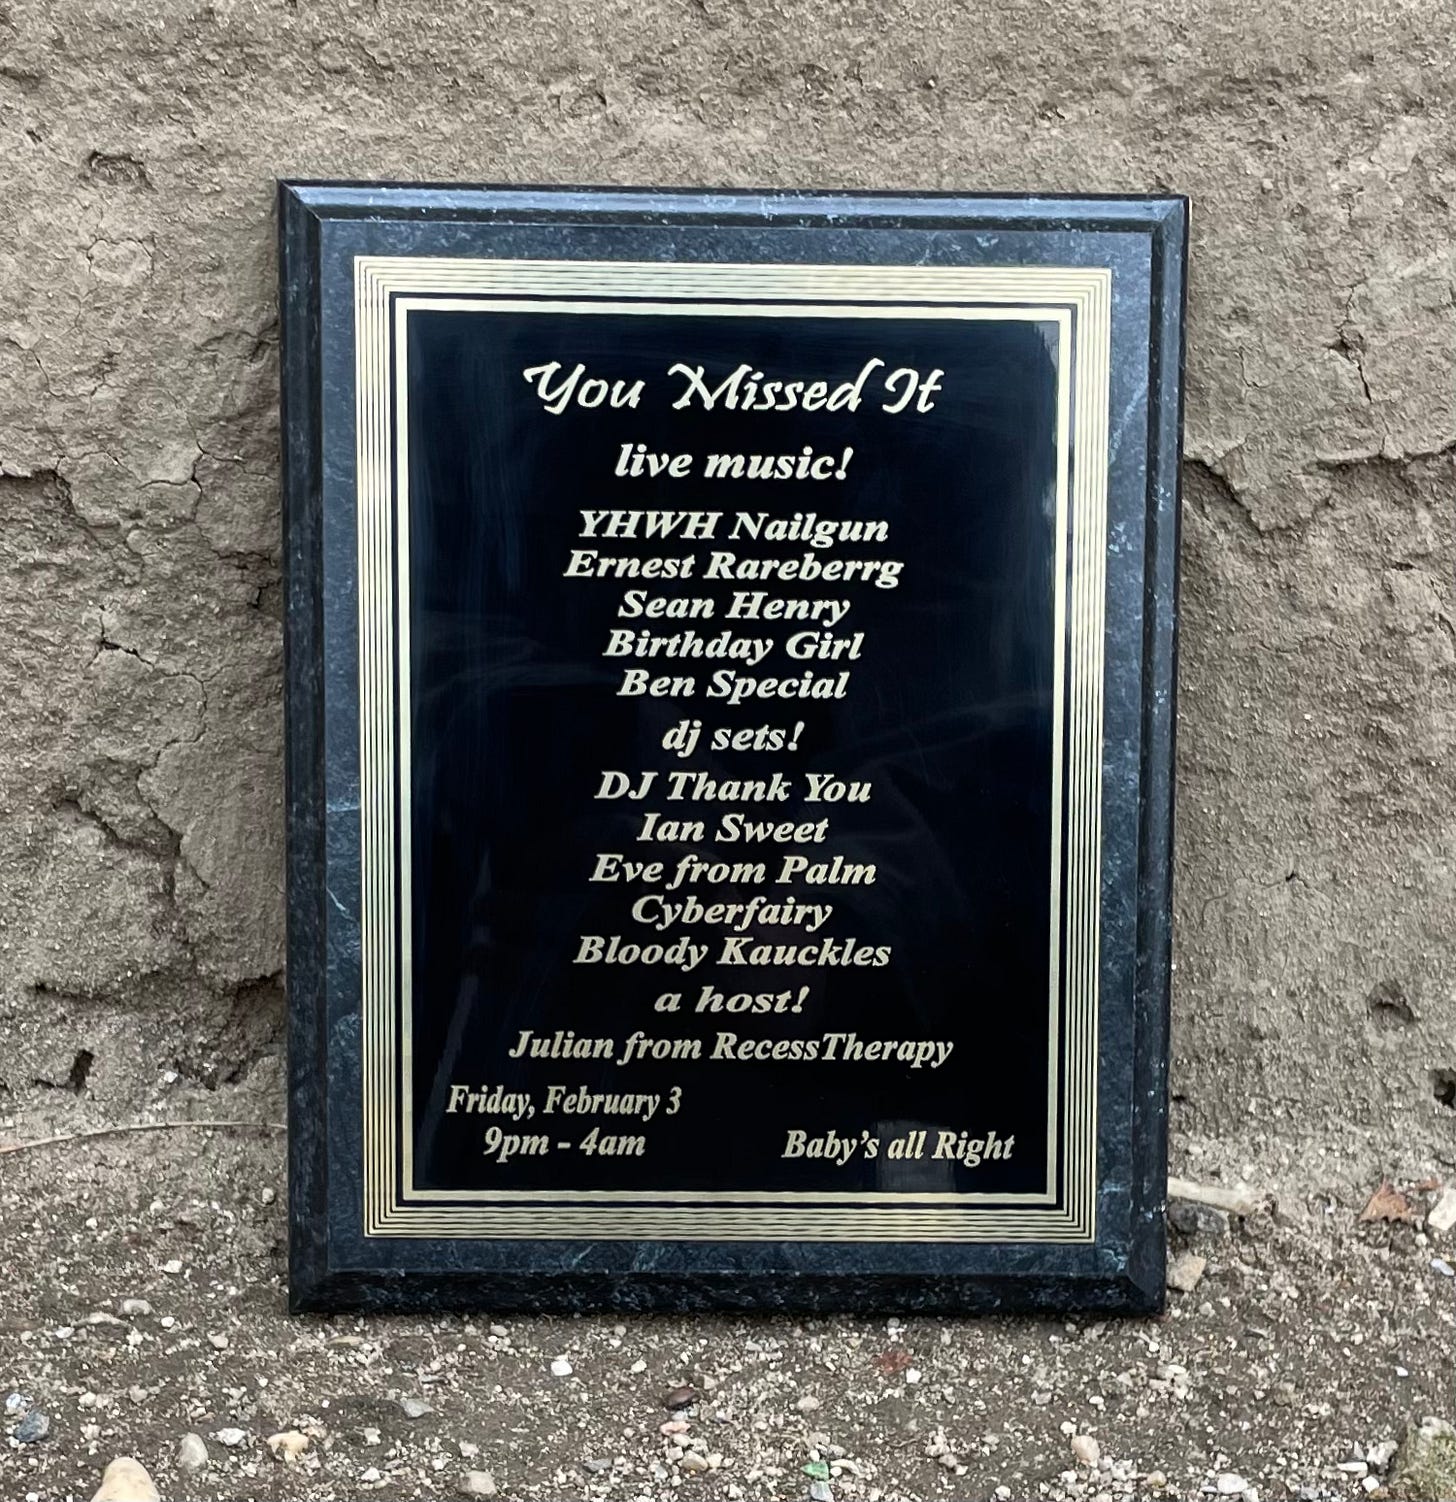 You Missed It
live music!
YHWH Nailgun
Ernest Rareberrg
Sean Henry
Birthday Girl
Ben Special
dj sets!
DJ Thank You
Ian Sweet
Eve from Palm
Cyberfairy
Bloody Kauckles
a host!
Julian from RecessTherapy
Friday, February 3
9pm - 4am
Baby's all Right